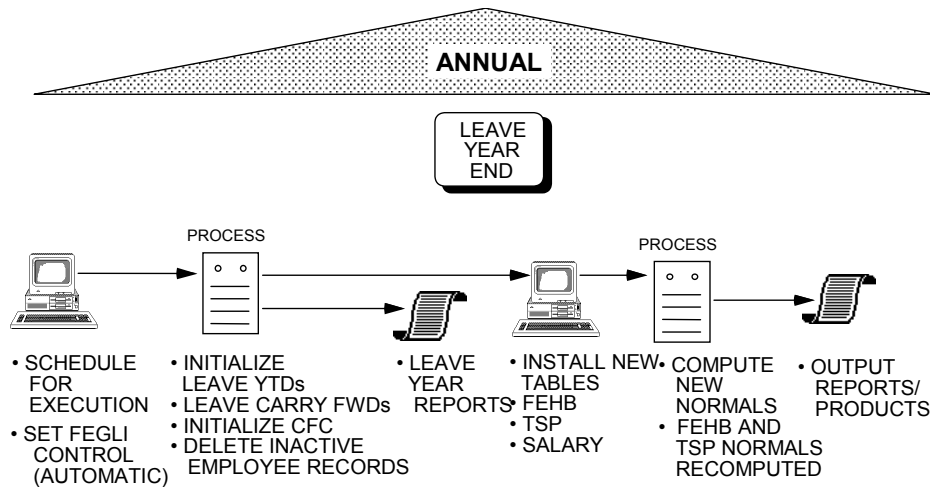 ANNUAL
LEAVE
YEAR
END
PROCESS
PROCESS
• SCHEDULE
FOR
EXECUTION
• SET FEGLI
CONTROL
(AUTOMATIC)
• INITIALIZE
LEAVE YTDs
• LEAVE CARRY FWDs
• INITIALIZE CFC
• DELETE INACTIVE
EMPLOYEE RECORDS
• LEAVE
YEAR
REPORTS
• INSTALL NEW
TABLES
• FEHB
• TSP
• SALARY
• COMPUTE
NEW
NORMALS
• FEHB AND
TSP NORMALS
RECOMPUTED
• OUTPUT
REPORTS/
PRODUCTS